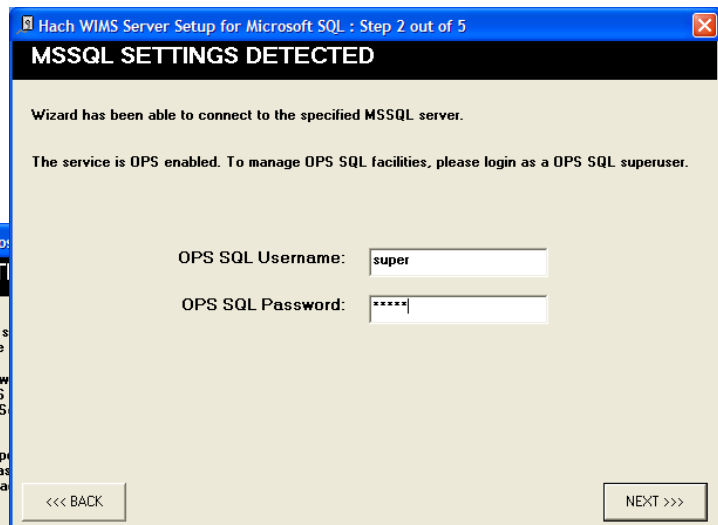 Hach WIMS Server Setup for Microsoft SQL : Step 2 out of 5
MSSQL SETTINGS DETECTED
Wizard has been able to connect to the specified MSSQL server.
The service is OPS enabled. To manage OPS SQL facilities, please login as a OPS SQL superuser.
OPS SQL Username: super
OPS SQL Password: *****
<<< BACK NEXT >>>